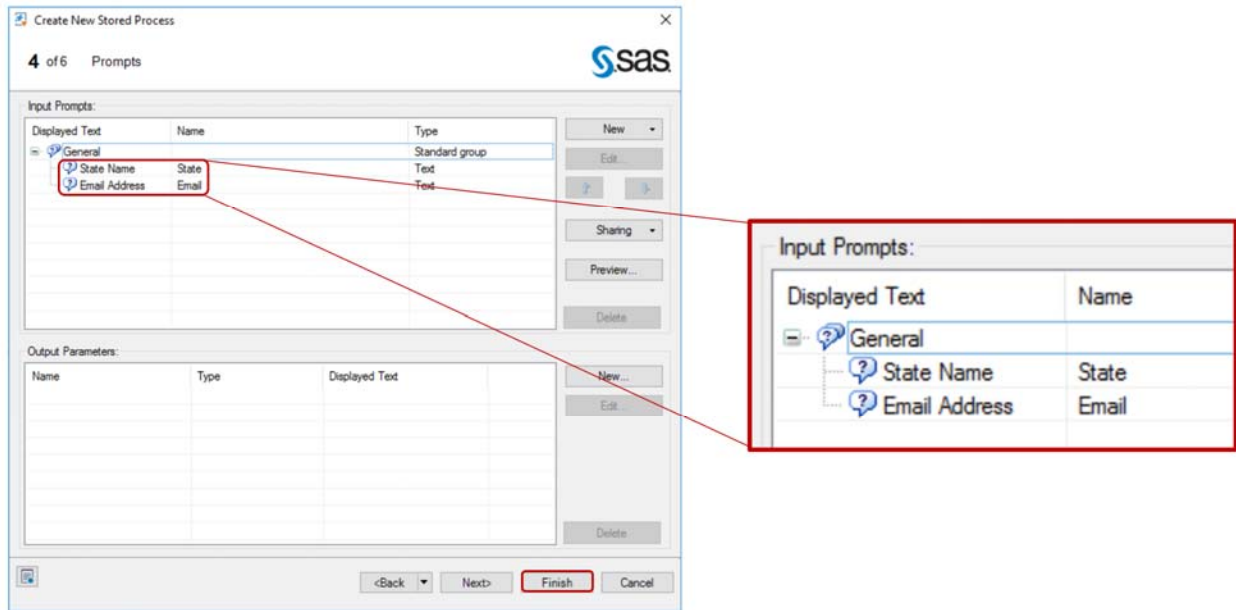 Create New Stored Process
4 of 6 Prompts
sas
Input Prompts:
Displayed Text Name Type
General Standard group
State Name State Text
Email Address Email Text
New
Edit...
Sharing
Preview...
Delete
Output Parameters:
Name Type Displayed Text
New...
Edit...
Delete
<Back Next> Finish Cancel
Input Prompts:
Displayed Text Name
General
State Name State
Email Address Email